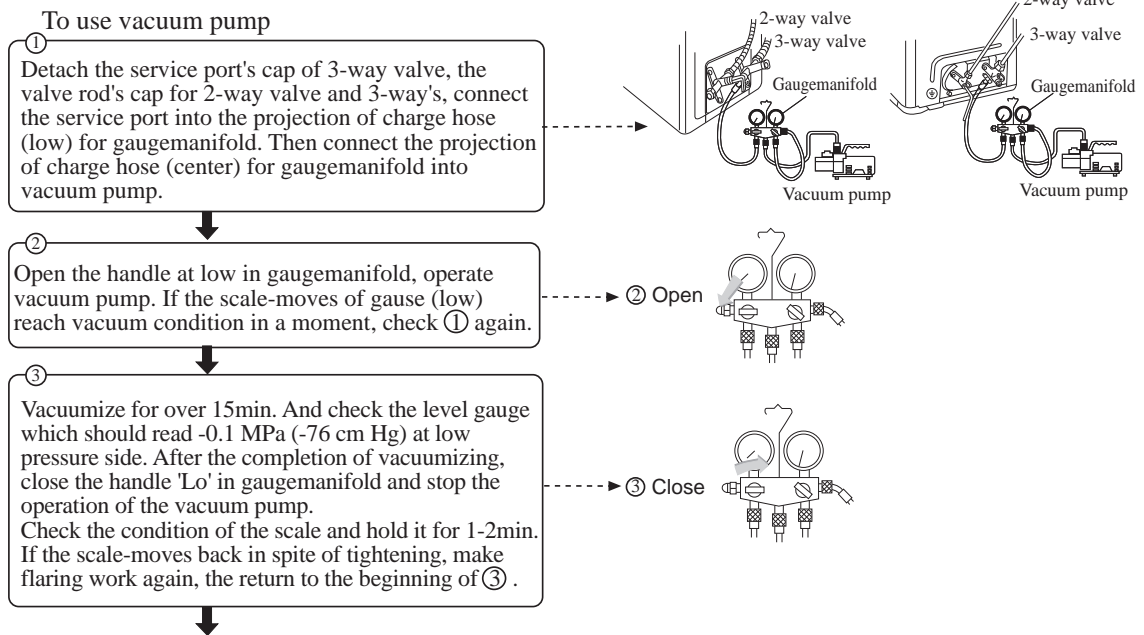 To use vacuum pump
①
Detach the service port's cap of 3-way valve, the
valve rod's cap for 2-way valve and 3-way's, connect
the service port into the projection of charge hose
(low) for gaugemanifold. Then connect the projection
of charge hose (center) for gaugemanifold into
vacuum pump.
2-way valve
3-way valve
Gaugemanifold
Vacuum pump
2-way valve
3-way valve
Gaugemanifold
Vacuum pump
②
Open the handle at low in gaugemanifold, operate
vacuum pump. If the scale-moves of gause (low)
reach vacuum condition in a moment, check ① again.
② Open
③
Vacuumize for over 15min. And check the level gauge
which should read -0.1 MPa (-76 cm Hg) at low
pressure side. After the completion of vacuumizing,
close the handle 'Lo' in gaugemanifold and stop the
operation of the vacuum pump.
Check the condition of the scale and hold it for 1-2min.
If the scale-moves back in spite of tightening, make
flaring work again, the return to the beginning of ③ .
③ Close